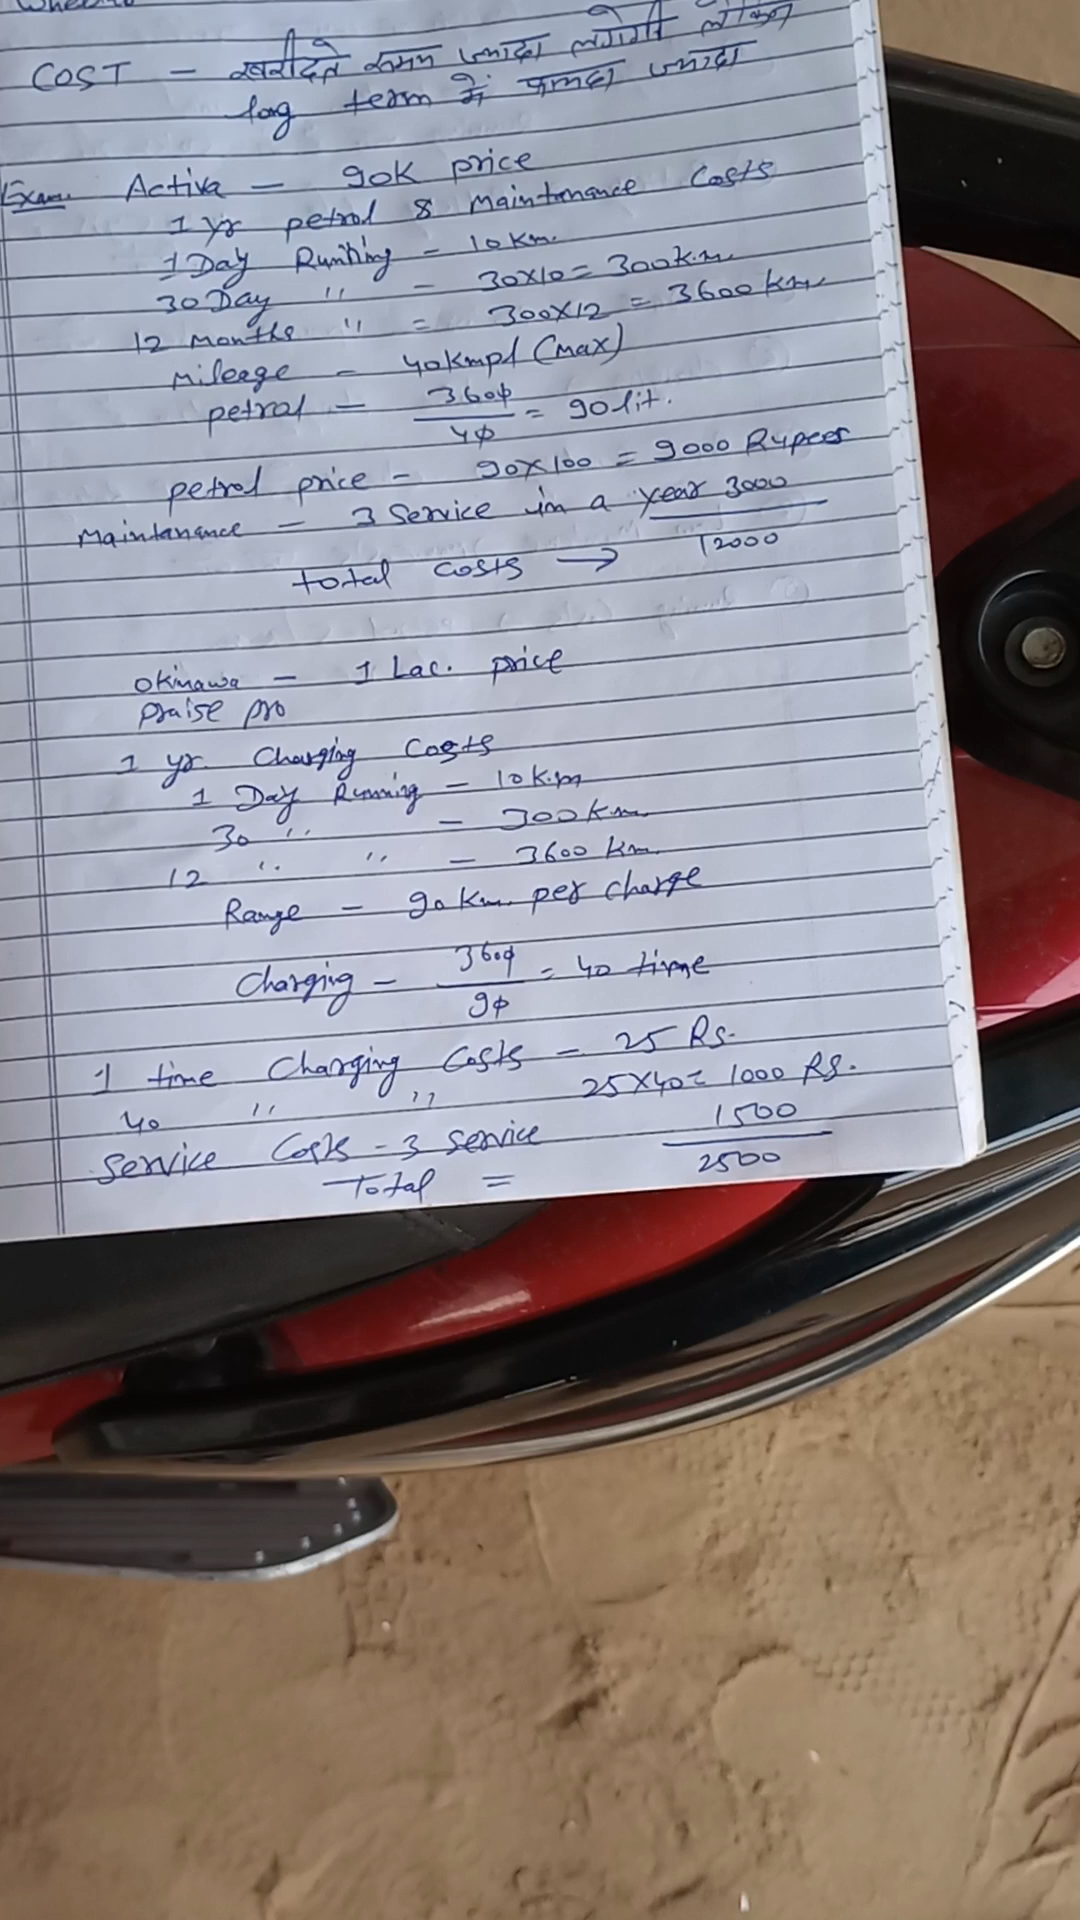 COST - खरीदते समय ज्यादा लगेगी लेकिन
long term में फायदा ज्यादा
Exam. Activa - 90K price
1 yr petrol & Maintenance Costs
1 Day Running - 10 Km.
30 Day " - 30x10 = 300 k.m.
12 Months " = 300X12 = 3600 km.
Mileage - 40kmpl (Max)
petrol - 3600/40 = 90 lit.
petrol price - 90x100 = 9000 Rupees
Maintanance - 3 Service in a year 3000
total costs → 12000
Okinawa - 1 Lac. price
praise pro
1 yr. Charging Costs
1 Day Running - 10 K.m
30 " - 300 Km.
12 " " - 3600 Km.
Range - 90 Km. per charge
Charging - 3600/90 = 40 time
1 time Charging Costs - 25 Rs.
40 " " 25X40= 1000 RS.
Service Costs - 3 service 1500
Total = 2500